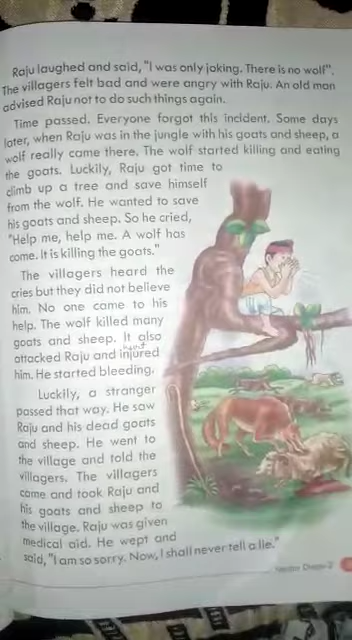 Raju laughed and said, "I was only joking. There is no wolf".
The villagers felt bad and were angry with Raju. An old man
advised Raju not to do such things again.
Time passed. Everyone forgot this incident. Some days
later, when Raju was in the jungle with his goats and sheep, a
wolf really came there. The wolf started killing and eating
the goats. Luckily, Raju got time to
climb up a tree and save himself
from the wolf. He wanted to save
his goats and sheep. So he cried,
"Help me, help me. A wolf has
come. It is killing the goats."
The villagers heard the
cries but they did not believe
him. No one came to his
help. The wolf killed many
goats and sheep. It also
attacked Raju and injured
him. He started bleeding.
Luckily, a stranger
passed that way. He saw
Raju and his dead goats
and sheep. He went to
the village and told the
villagers. The villagers
came and took Raju and
his goats and sheep to
the village. Raju was given
medical aid. He wept and
said, "I am so sorry. Now, I shall never tell a lie."